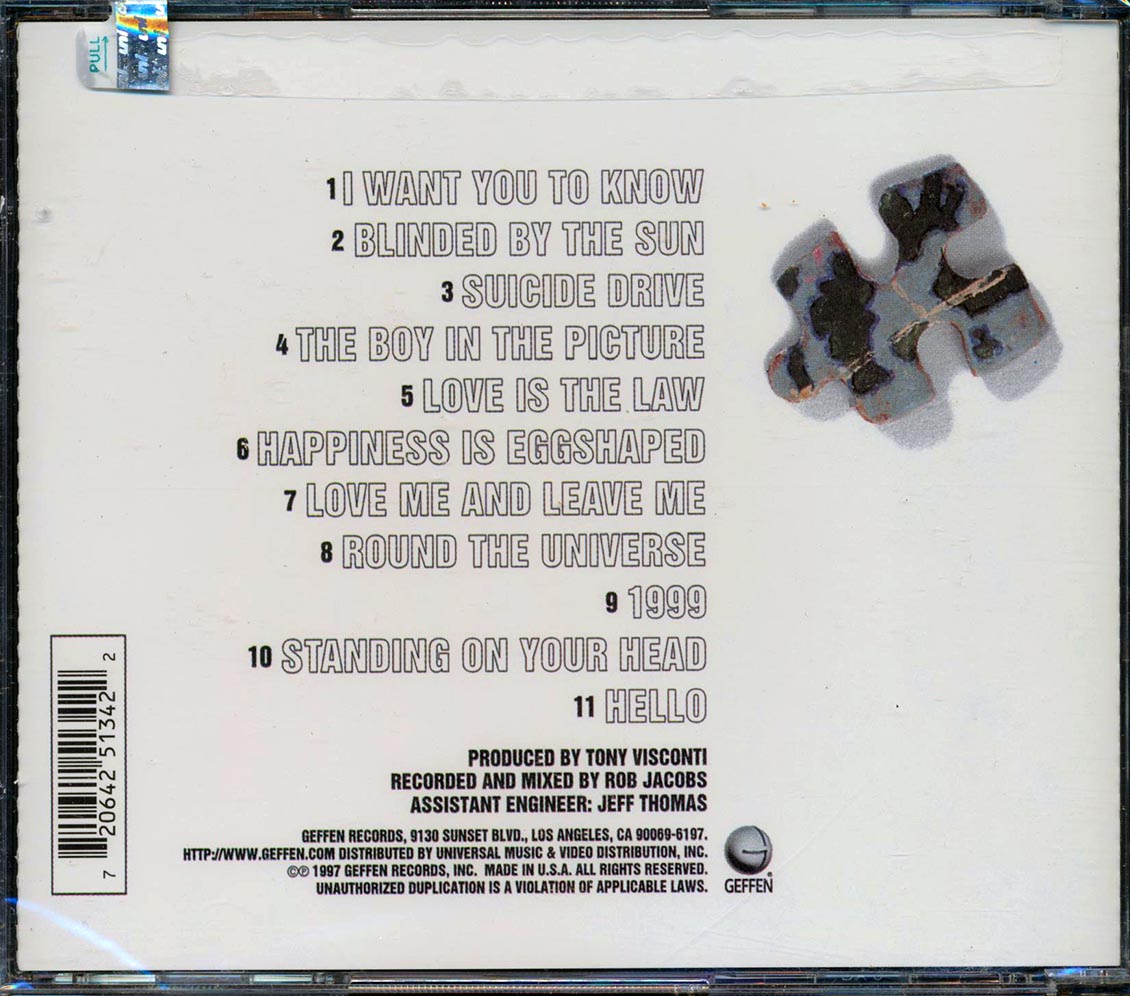 PULL
1 I WANT YOU TO KNOW
2 BLINDED BY THE SUN
3 SUICIDE DRIVE
4 THE BOY IN THE PICTURE
5 LOVE IS THE LAW
6 HAPPINESS IS EGGSHAPED
7 LOVE ME AND LEAVE ME
8 ROUND THE UNIVERSE
9 1999
10 STANDING ON YOUR HEAD
11 HELLO
PRODUCED BY TONY VISCONTI
RECORDED AND MIXED BY ROB JACOBS
ASSISTANT ENGINEER: JEFF THOMAS
GEFFEN RECORDS, 9130 SUNSET BLVD., LOS ANGELES, CA 90069-6197.
HTTP://WWW.GEFFEN.COM DISTRIBUTED BY UNIVERSAL MUSIC & VIDEO DISTRIBUTION, INC.
©℗ 1997 GEFFEN RECORDS, INC. MADE IN U.S.A. ALL RIGHTS RESERVED.
UNAUTHORIZED DUPLICATION IS A VIOLATION OF APPLICABLE LAWS.
GEFFEN
7 20642 51342 2